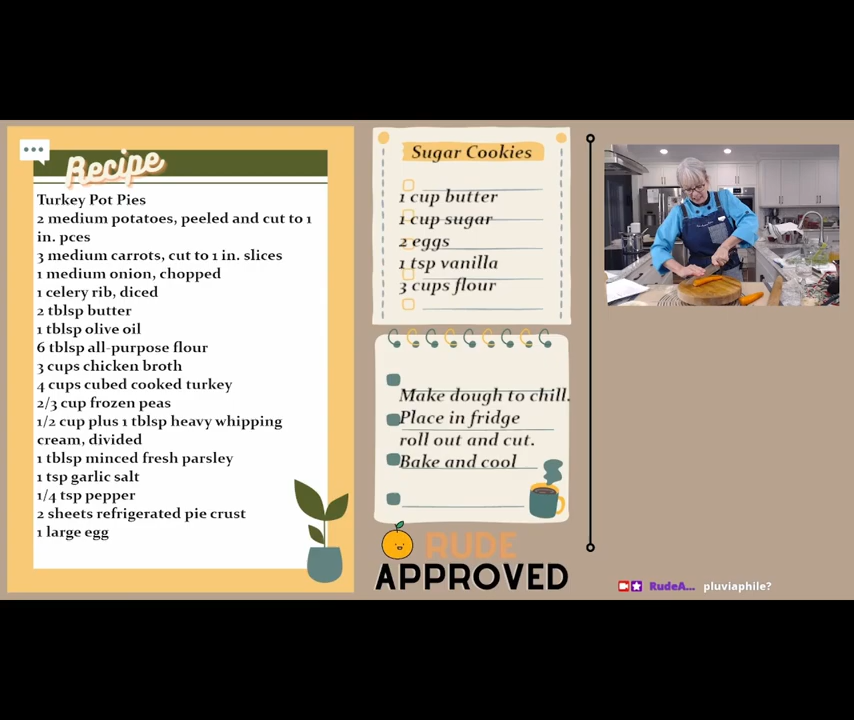 Recipe
Turkey Pot Pies
2 medium potatoes, peeled and cut to 1
in. pces
3 medium carrots, cut to 1 in. slices
1 medium onion, chopped
1 celery rib, diced
2 tblsp butter
1 tblsp olive oil
6 tblsp all-purpose flour
3 cups chicken broth
4 cups cubed cooked turkey
2/3 cup frozen peas
1/2 cup plus 1 tblsp heavy whipping
cream, divided
1 tblsp minced fresh parsley
1 tsp garlic salt
1/4 tsp pepper
2 sheets refrigerated pie crust
1 large egg
Sugar Cookies
1 cup butter
1 cup sugar
2 eggs
1 tsp vanilla
3 cups flour
Make dough to chill.
Place in fridge
roll out and cut.
Bake and cool
RUDE
APPROVED
RudeA... pluviaphile?